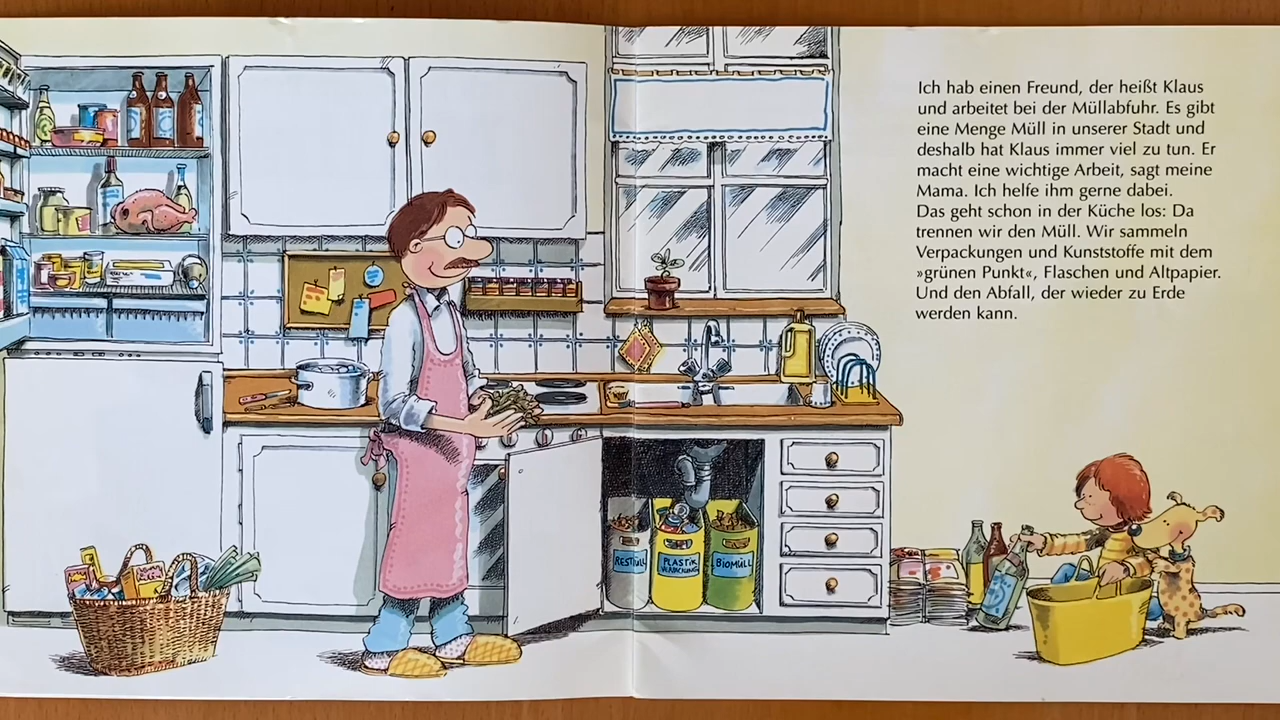 Ich hab einen Freund, der heißt Klaus
und arbeitet bei der Müllabfuhr. Es gibt
eine Menge Müll in unserer Stadt und
deshalb hat Klaus immer viel zu tun. Er
macht eine wichtige Arbeit, sagt meine
Mama. Ich helfe ihm gerne dabei.
Das geht schon in der Küche los: Da
trennen wir den Müll. Wir sammeln
Verpackungen und Kunststoffe mit dem
»grünen Punkt«, Flaschen und Altpapier.
Und den Abfall, der wieder zu Erde
werden kann.
RESTMÜLL
PLASTIK
VERPACKUNG
BIOMÜLL